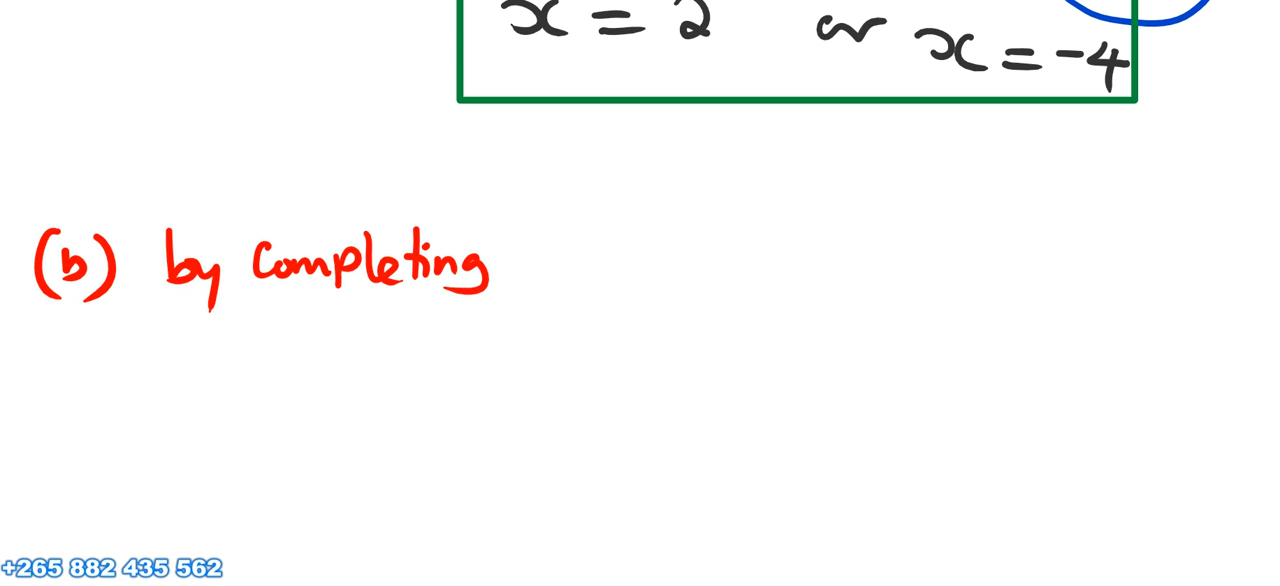 x = 2 or x = -4
(b) by completing
+265 882 435 562